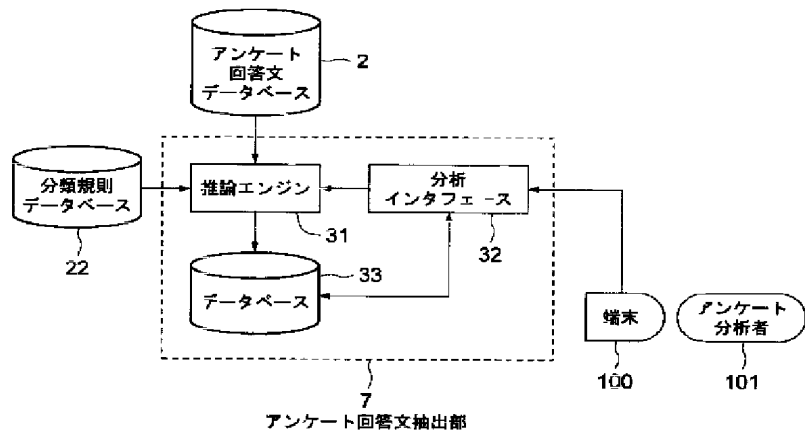 アンケート
回答文
データベース
2
分類規則
データベース
22
推論エンジン
31
分析
インタフェース
32
33
データベース
端末
100
アンケート
分析者
101
7
アンケート回答文抽出部